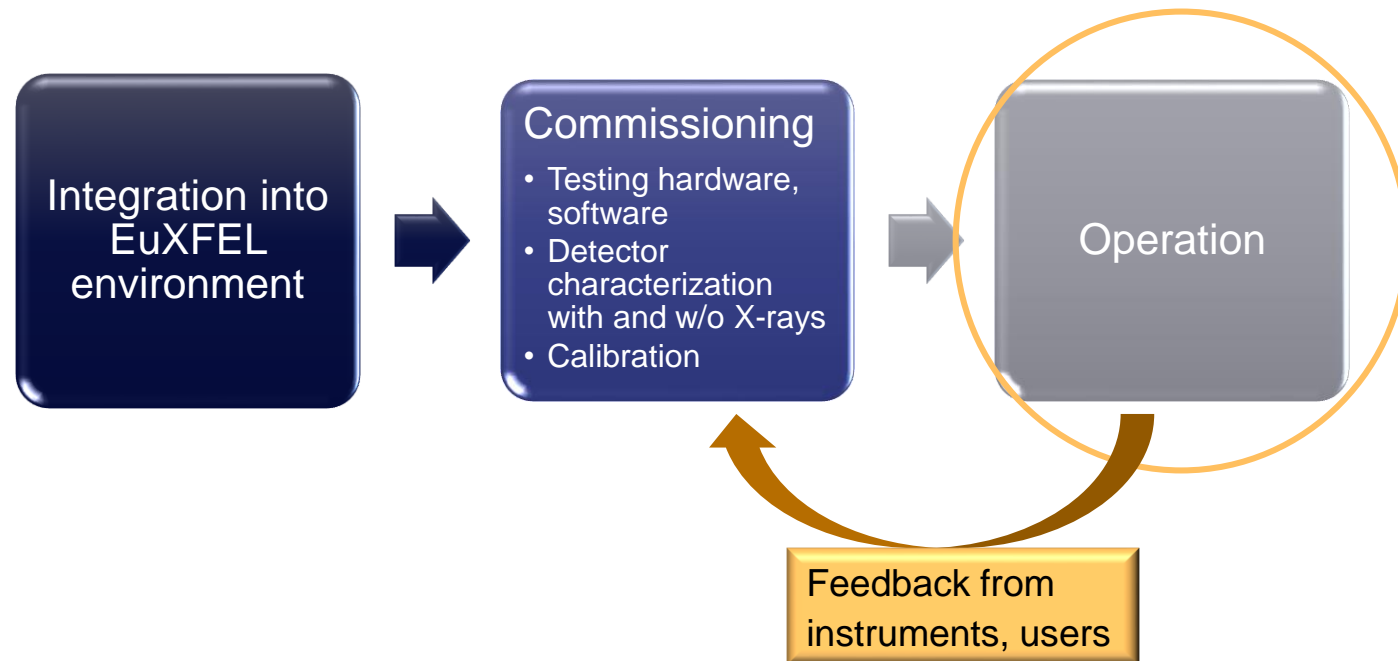 Integration into
EuXFEL
environment
Commissioning
• Testing hardware,
software
• Detector
characterization
with and w/o X-rays
• Calibration
Operation
Feedback from
instruments, users